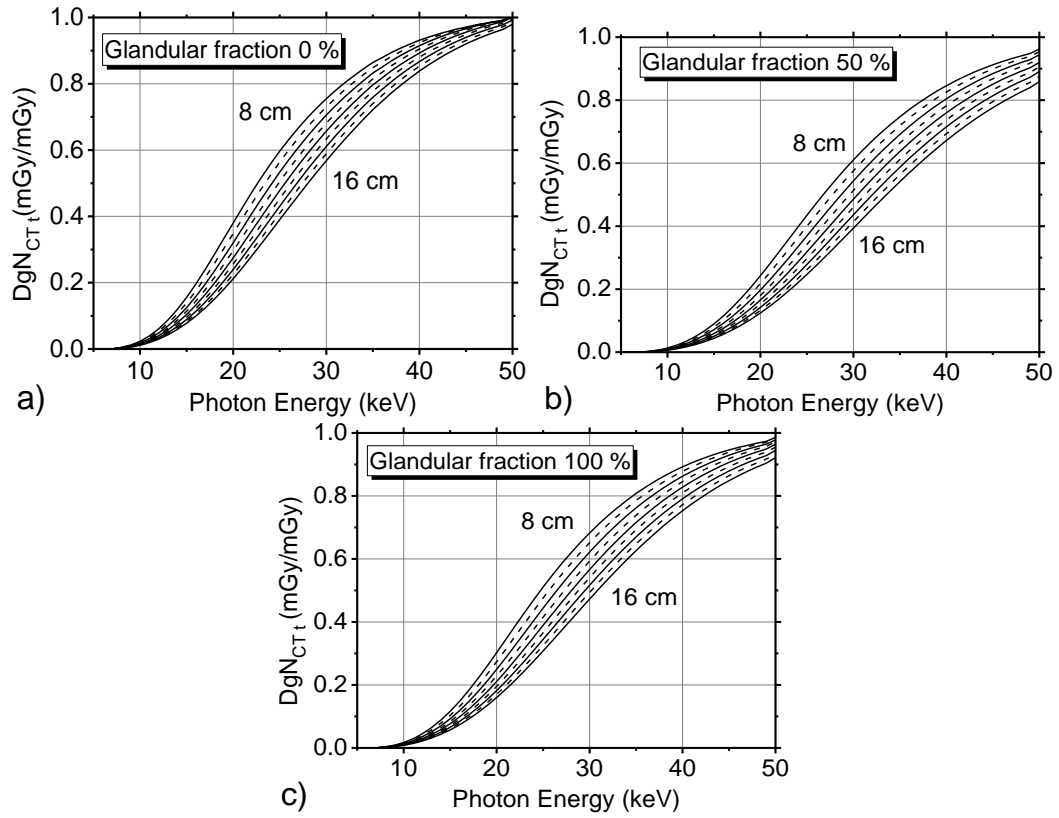 1.0
0.8
0.6
0.4
0.2
0.0
DgN_CT t (mGy/mGy)
Glandular fraction 0 %
8 cm
16 cm
10 20 30 40 50
Photon Energy (keV)
a)
1.0
0.8
0.6
0.4
0.2
0.0
DgN_CT t (mGy/mGy)
Glandular fraction 50 %
8 cm
16 cm
10 20 30 40 50
Photon Energy (keV)
b)
1.0
0.8
0.6
0.4
0.2
0.0
DgN_CT t (mGy/mGy)
Glandular fraction 100 %
8 cm
16 cm
10 20 30 40 50
Photon Energy (keV)
c)